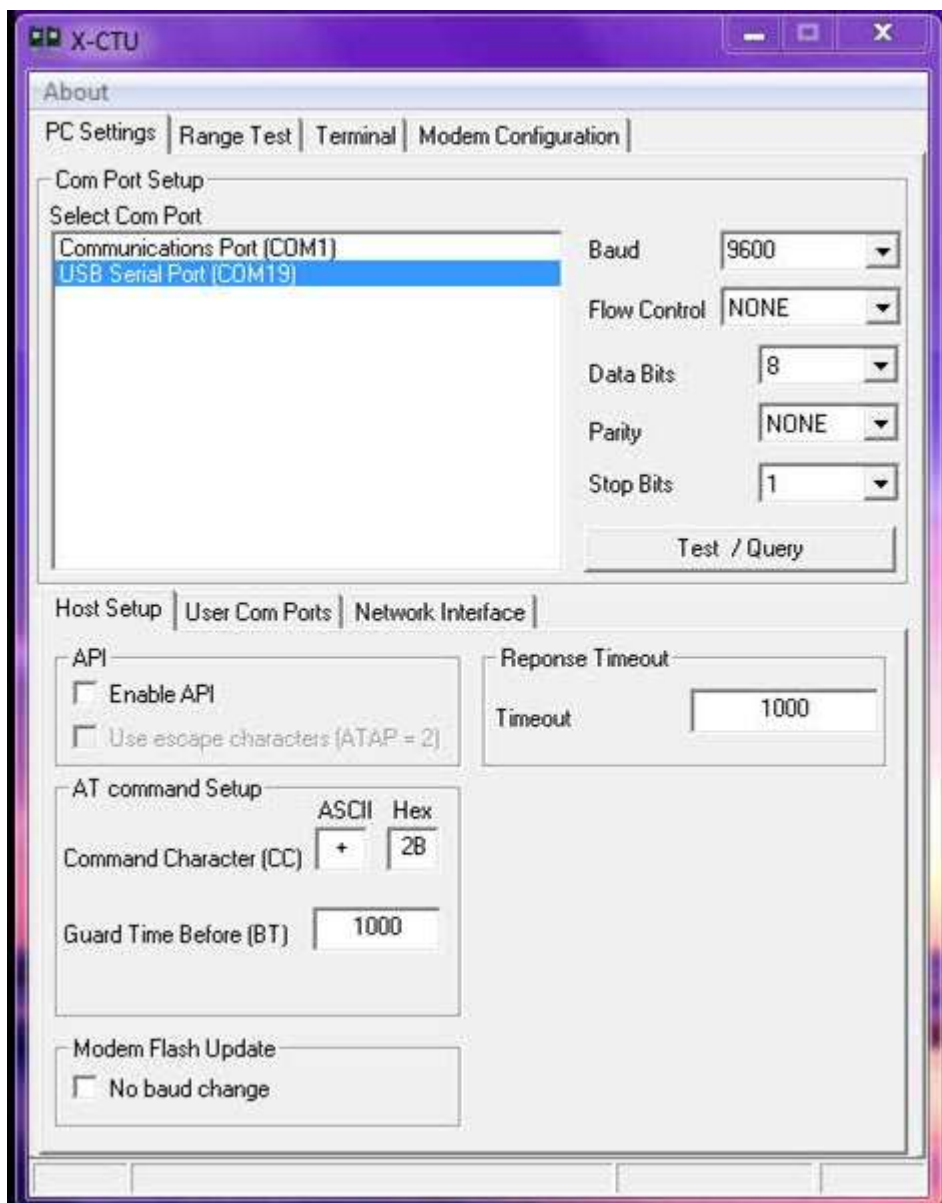 X-CTU
About
PC Settings Range Test Terminal Modem Configuration
Com Port Setup
Select Com Port
Communications Port (COM1)
USB Serial Port (COM19)
Baud 9600
Flow Control NONE
Data Bits 8
Parity NONE
Stop Bits 1
Test / Query
Host Setup User Com Ports Network Interface
API
Enable API
Use escape characters (ATAP = 2)
Reponse Timeout
Timeout 1000
AT command Setup
ASCII Hex
Command Character (CC) + 2B
Guard Time Before (BT) 1000
Modem Flash Update
No baud change